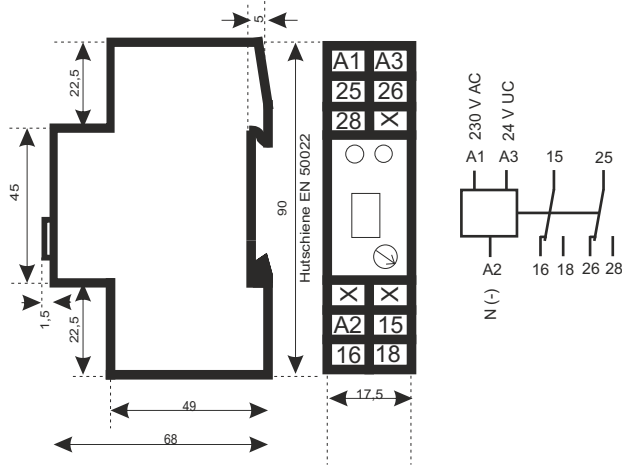 5
22,5
45
1,5
22,5
49
68
90
Hutschiene EN 50022
A1 A3
25 26
28 X
X X
A2 15
16 18
17,5
230 V AC
24 V UC
A1 A3 15 25
A2 16 18 26 28
N (-)